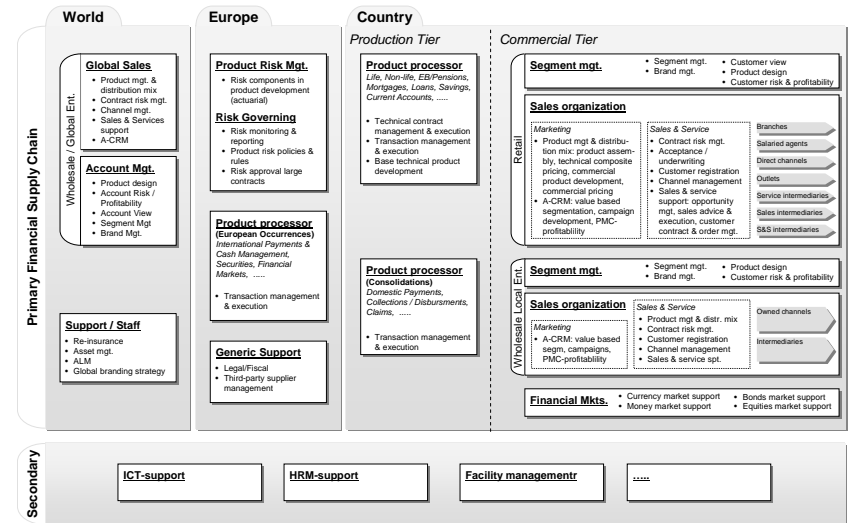 World
Europe
Country
Primary Financial Supply Chain
Wholesale / Global Ent.
Global Sales
• Product mgt. &
distribution mix
• Contract risk mgt.
• Channel mgt.
• Sales & Services
support
• A-CRM
Account Mgt.
• Product design
• Account Risk /
Profitability
• Account View
• Segment Mgt
• Brand Mgt.
Support / Staff
• Re-insurance
• Asset mgt.
• ALM
• Global branding strategy
Product Risk Mgt.
• Risk components in
product development
(actuarial)
Risk Governing
• Risk monitoring &
reporting
• Product risk policies &
rules
• Risk approval large
contracts
Product processor
(European Occurrences)
International Payments &
Cash Management,
Securities, Financial
Markets, .....
• Transaction management
& execution
Generic Support
• Legal/Fiscal
• Third-party supplier
management
Production Tier
Product processor
Life, Non-life, EB/Pensions,
Mortgages, Loans, Savings,
Current Accounts, .....
• Technical contract
management & execution
• Transaction management
& execution
• Base technical product
development
Product processor
(Consolidations)
Domestic Payments,
Collections / Disbursments,
Claims, .....
• Transaction management
& execution
Commercial Tier
Retail
Segment mgt.
• Segment mgt.
• Brand mgt.
• Customer view
• Product design
• Customer risk & profitability
Sales organization
Marketing
• Product mgt & distribu-
tion mix: product assem-
bly, technical composite
pricing, commercial
product development,
commercial pricing
• A-CRM: value based
segmentation, campaign
development, PMC-
profitablility
Sales & Service
• Contract risk mgt.
• Acceptance /
underwriting
• Customer registration
• Channel management
• Sales & service
support: opportunity
mgt, sales advice &
execution, customer
contract & order mgt.
Branches
Salaried agents
Direct channels
Outlets
Service intermediaries
Sales intermediaries
S&S intermediaries
Wholesale Local Ent.
Segment mgt.
• Segment mgt.
• Brand mgt.
• Product design
• Customer risk & profitability
Sales organization
Marketing
• A-CRM: value based
segm, campaigns,
PMC-profitablility
Sales & Service
• Product mgt & distr. mix
• Contract risk mgt.
• Customer registration
• Channel management
• Sales & service spt.
Owned channels
Intermediaries
Financial Mkts.
• Currency market support
• Money market support
• Bonds market support
• Equities market support
Secondary
ICT-support
HRM-support
Facility managementr
.....